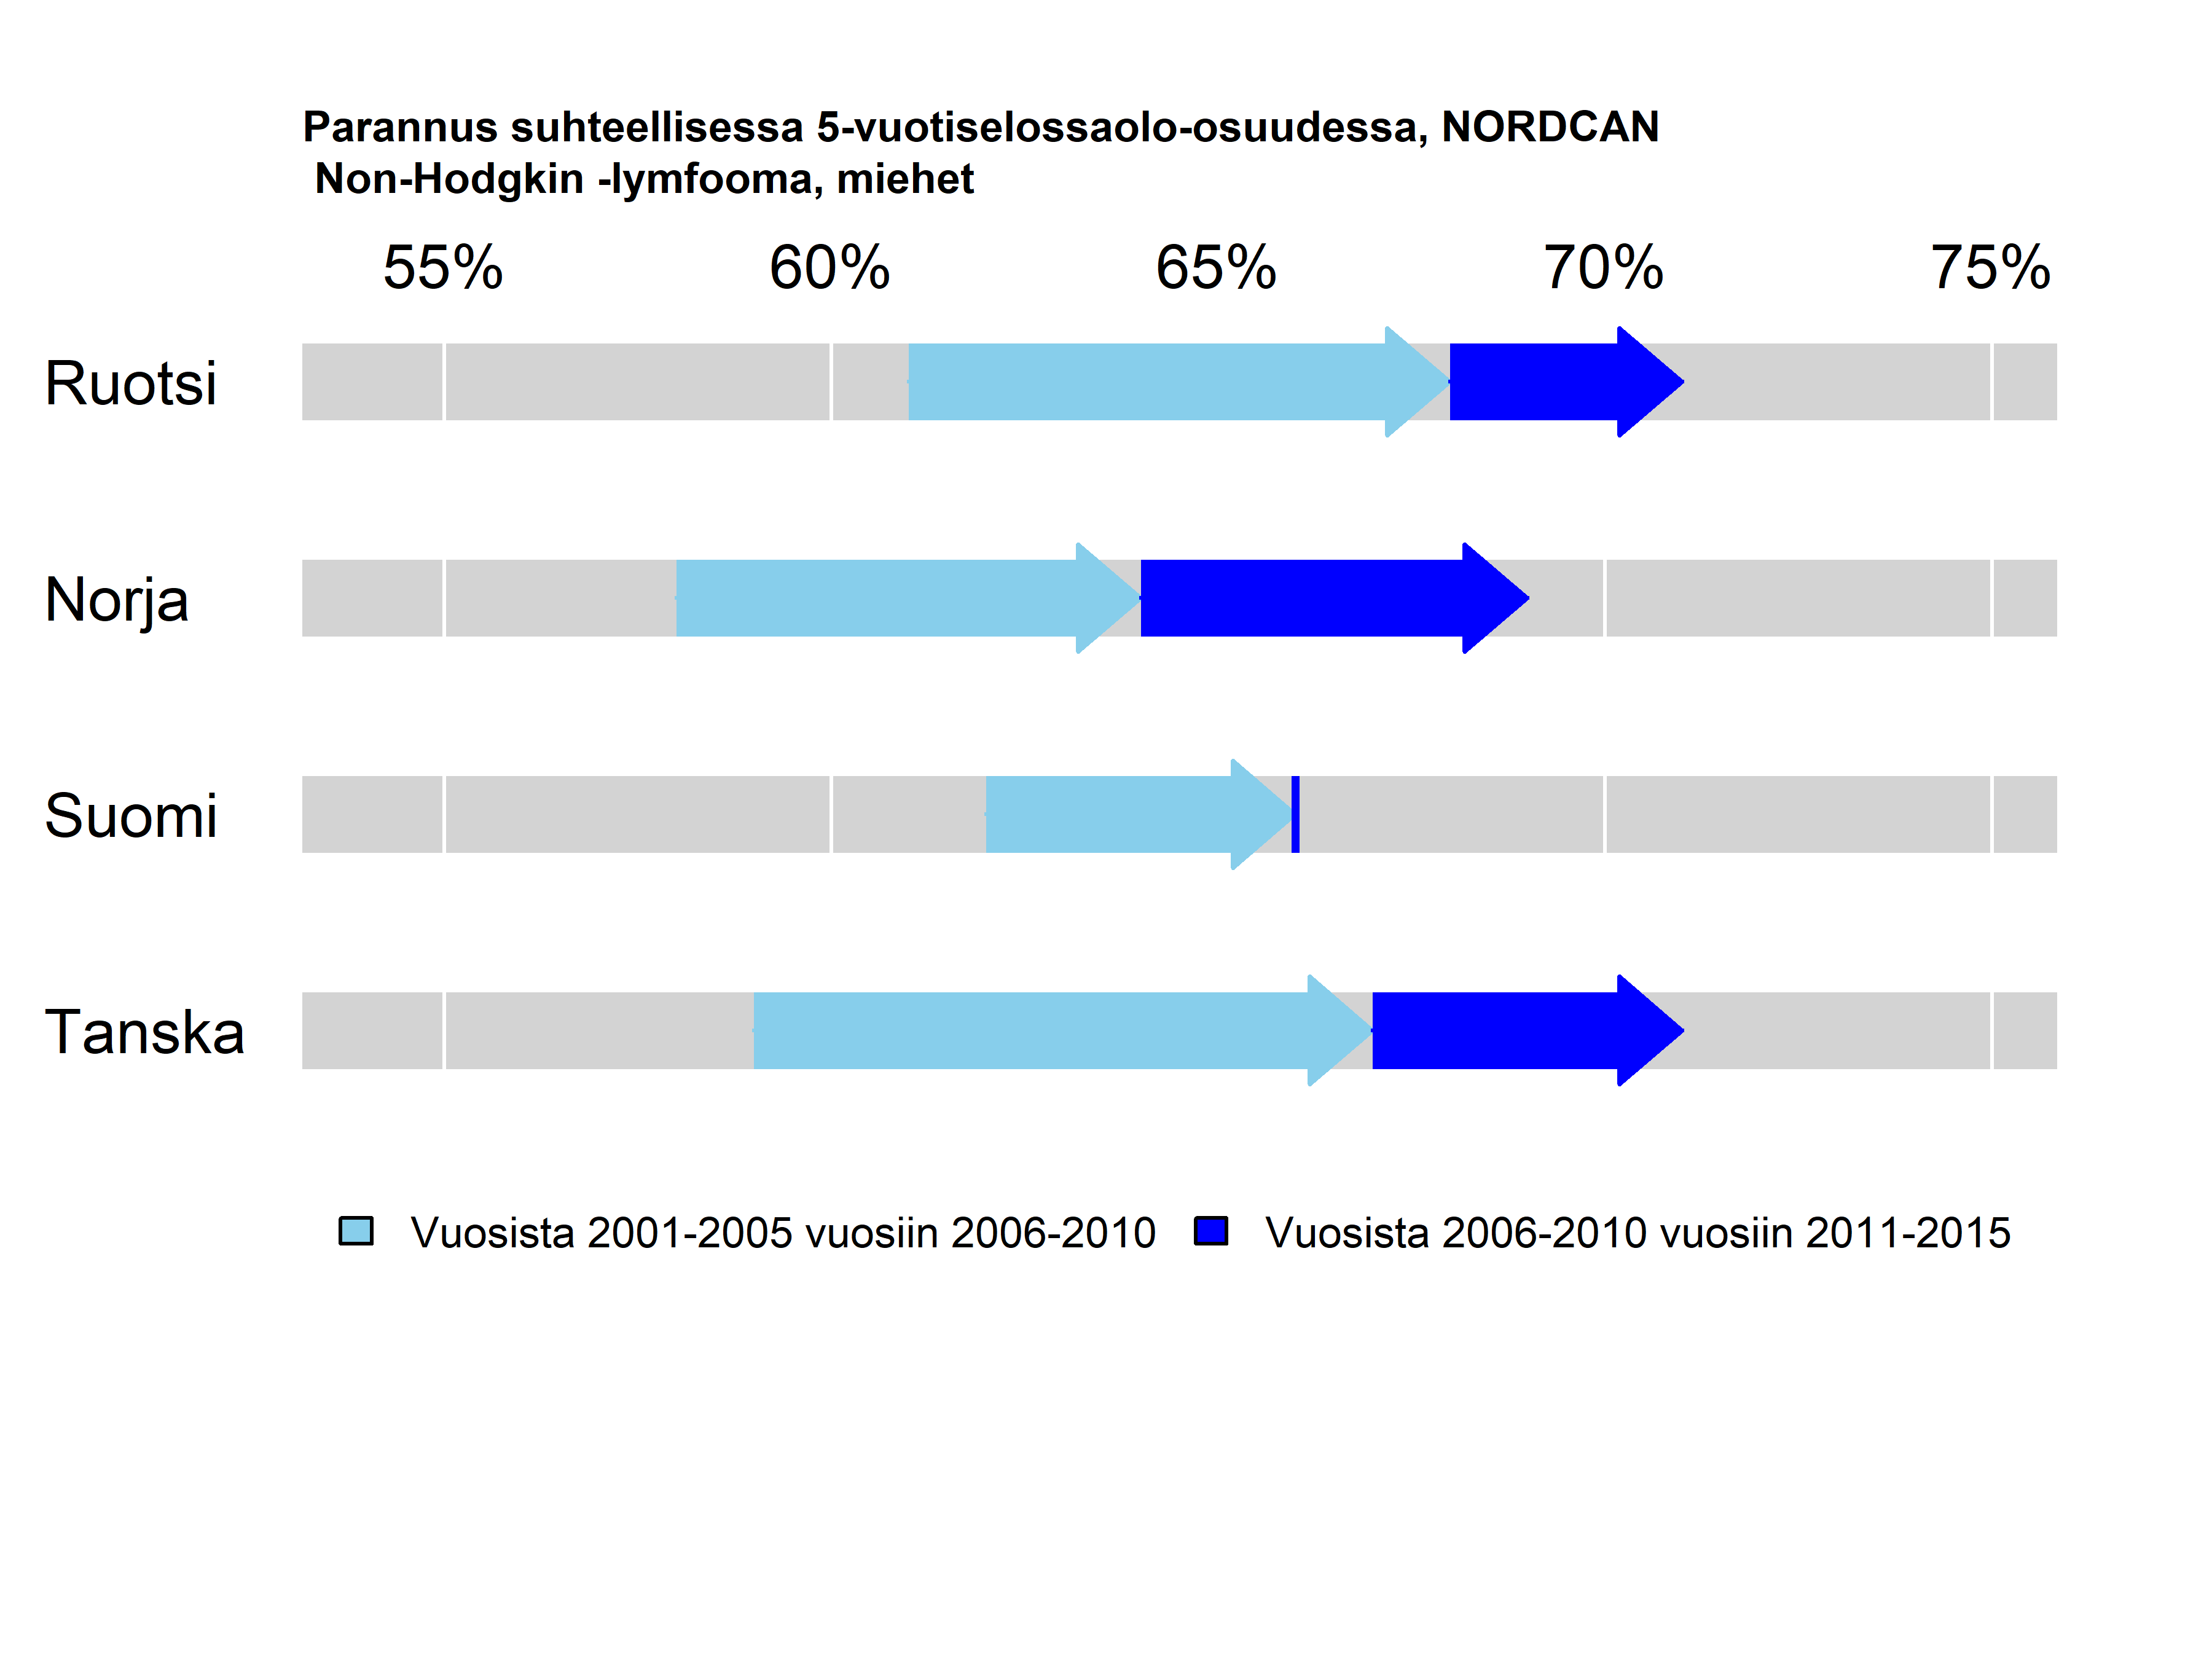 Parannus suhteellisessa 5-vuotiselossaolo-osuudessa, NORDCAN
Non-Hodgkin -lymfooma, miehet
55% 60% 65% 70% 75%
Ruotsi
Norja
Suomi
Tanska
Vuosista 2001-2005 vuosiin 2006-2010 Vuosista 2006-2010 vuosiin 2011-2015